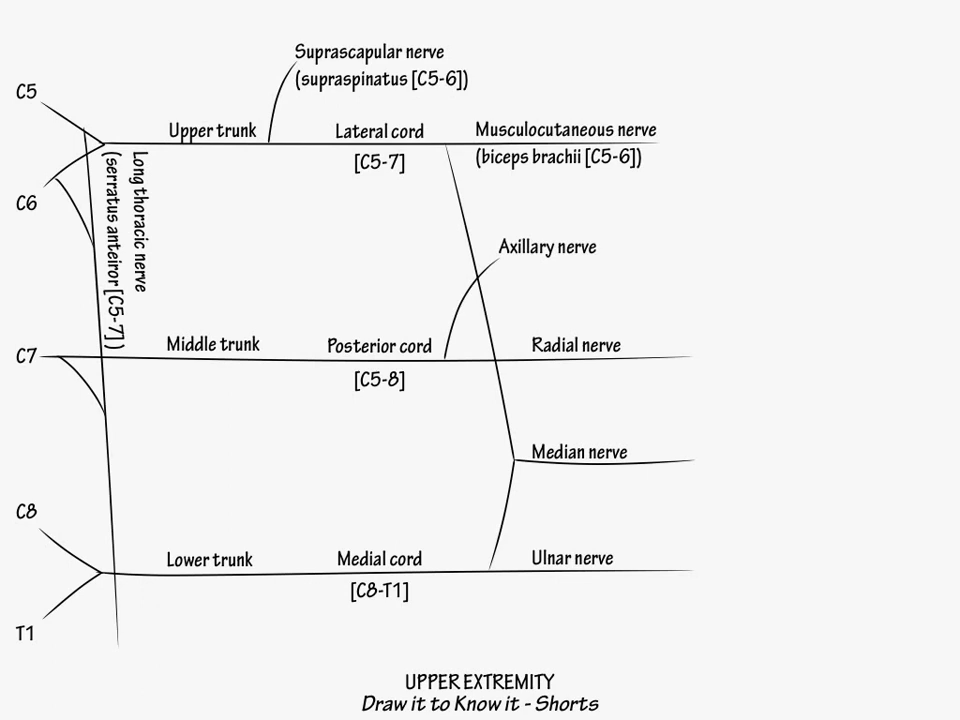 Suprascapular nerve
(supraspinatus [C5-6])
C5
Upper trunk
Lateral cord
Musculocutaneous nerve
[C5-7]
(biceps brachii [C5-6])
Long thoracic nerve
(serratus anteiror [C5-7])
C6
Axillary nerve
C7
Middle trunk
Posterior cord
Radial nerve
[C5-8]
Median nerve
C8
Lower trunk
Medial cord
Ulnar nerve
[C8-T1]
T1
UPPER EXTREMITY
Draw it to Know it - Shorts